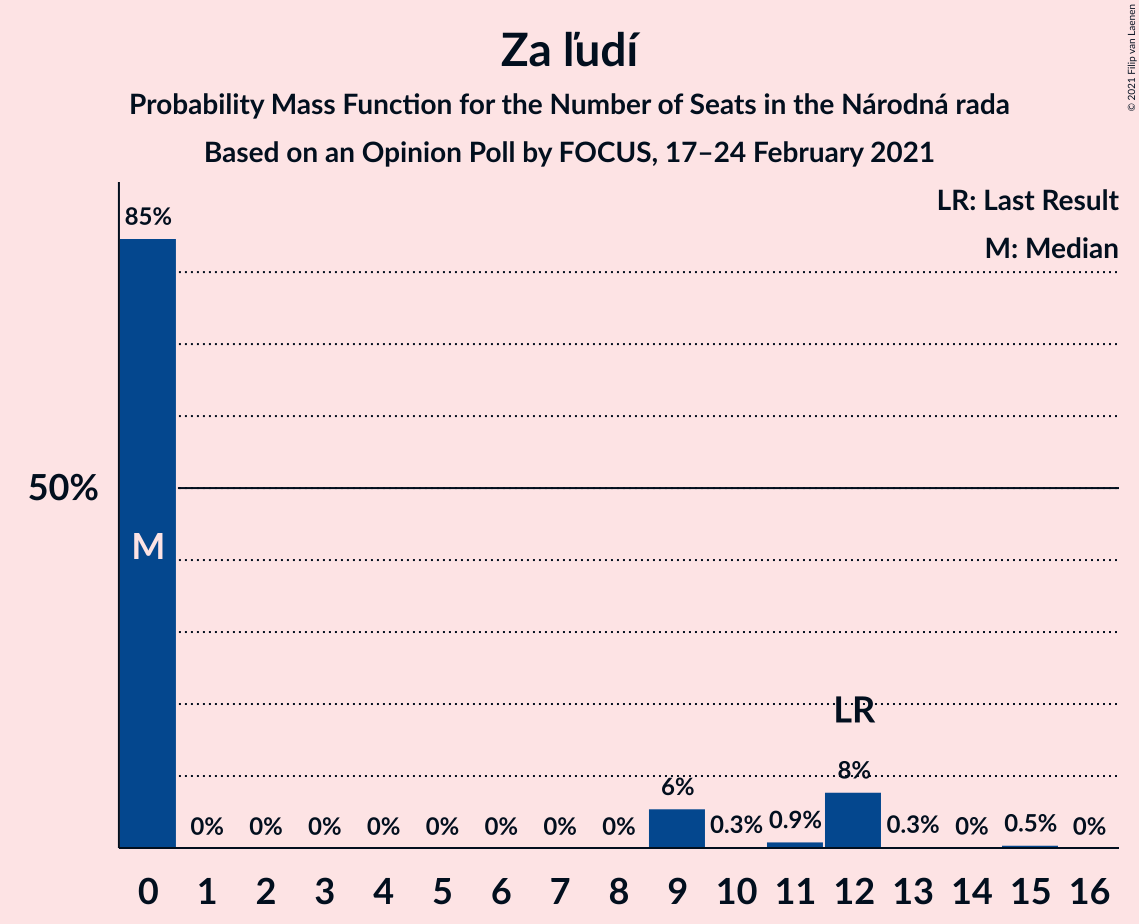 Za ľudí
Probability Mass Function for the Number of Seats in the Národná rada
Based on an Opinion Poll by FOCUS, 17–24 February 2021
© 2021 Filip van Laenen
LR: Last Result
M: Median
85%
50%
M
LR
0% 0% 0% 0% 0% 0% 0% 0% 6% 0.3% 0.9% 8% 0.3% 0% 0.5% 0%
0 1 2 3 4 5 6 7 8 9 10 11 12 13 14 15 16